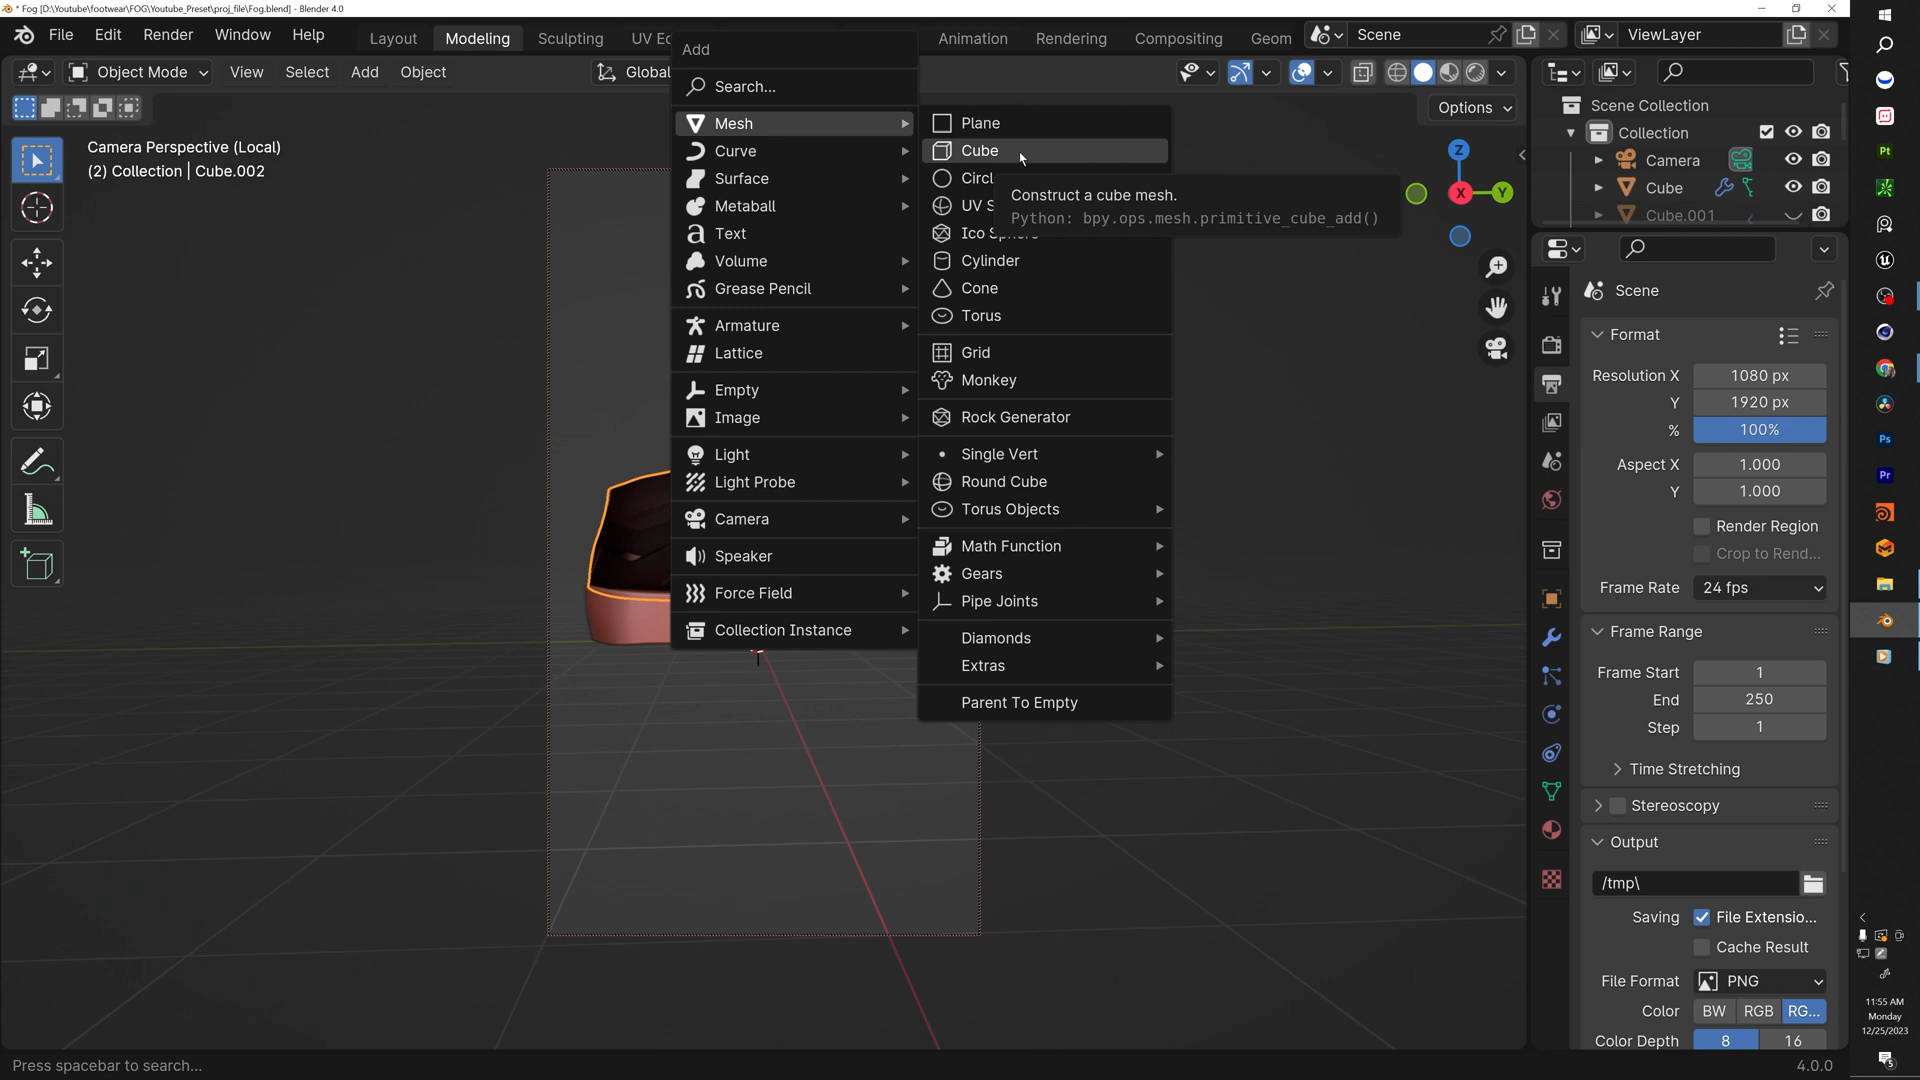 * Fog [D:\Youtube\footwear\FOG\Youtube_Preset\proj_file\Fog.blend] - Blender 4.0
File Edit Render Window Help
Layout Modeling Sculpting UV Ed
Animation Rendering Compositing Geom
Scene
ViewLayer
Object Mode View Select Add Object
Global
Options
Camera Perspective (Local)
(2) Collection | Cube.002
Add
Search...
Mesh
Curve
Surface
Metaball
Text
Volume
Grease Pencil
Armature
Lattice
Empty
Image
Light
Light Probe
Camera
Speaker
Force Field
Collection Instance
Plane
Cube
Circl
UV S
Ico Sphere
Cylinder
Cone
Torus
Grid
Monkey
Rock Generator
Single Vert
Round Cube
Torus Objects
Math Function
Gears
Pipe Joints
Diamonds
Extras
Parent To Empty
Construct a cube mesh.
Python: bpy.ops.mesh.primitive_cube_add()
Z
X
Y
Scene Collection
Collection
Camera
Cube
Cube.001
Scene
Format
Resolution X 1080 px
Y 1920 px
% 100%
Aspect X 1.000
Y 1.000
Render Region
Crop to Rend...
Frame Rate 24 fps
Frame Range
Frame Start 1
End 250
Step 1
Time Stretching
Stereoscopy
Output
/tmp\
Saving File Extensio...
Cache Result
File Format PNG
Color BW RGB RG...
Color Depth 8 16
Pt
Ps
Pr
11:55 AM
Monday
12/25/2023
5
Press spacebar to search...
4.0.0